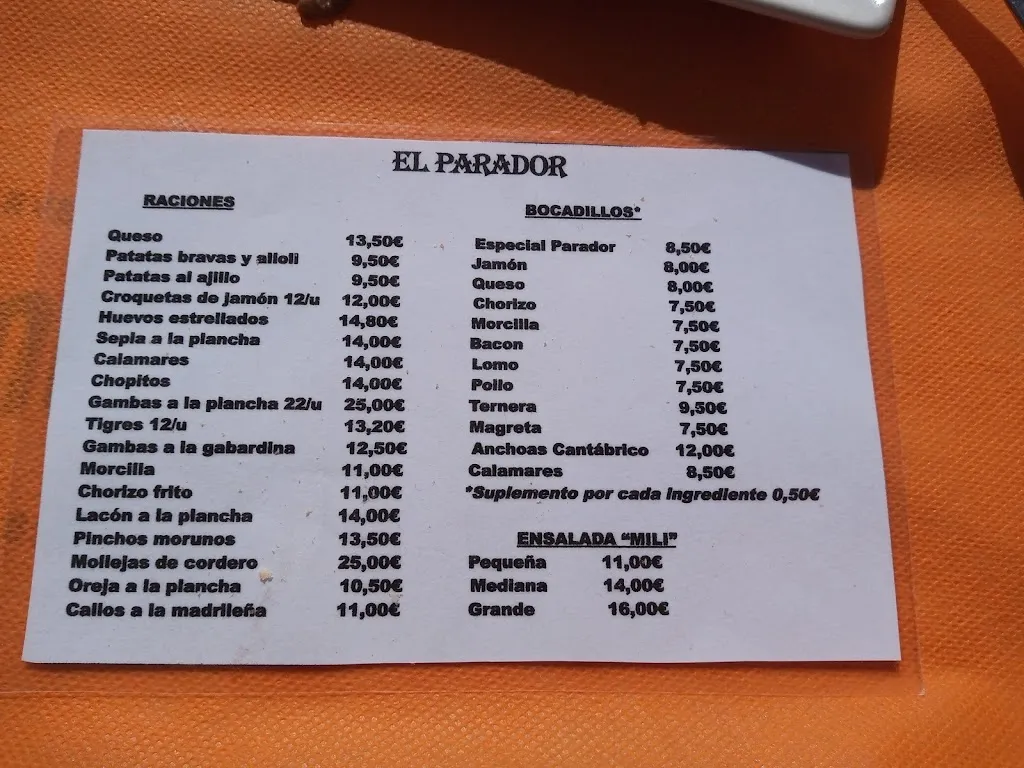 EL PARADOR
RACIONES
Queso 13,50€
Patatas bravas y alioli 9,50€
Patatas al ajillo 9,50€
Croquetas de jamón 12/u 12,00€
Huevos estrellados 14,80€
Sepia a la plancha 14,00€
Calamares 14,00€
Chopitos 14,00€
Gambas a la plancha 22/u 25,00€
Tigres 12/u 13,20€
Gambas a la gabardina 12,50€
Morcilla 11,00€
Chorizo frito 11,00€
Lacón a la plancha 14,00€
Pinchos morunos 13,50€
Mollejas de cordero 25,00€
Oreja a la plancha 10,50€
Callos a la madrileña 11,00€
BOCADILLOS*
Especial Parador 8,50€
Jamón 8,00€
Queso 8,00€
Chorizo 7,50€
Morcilla 7,50€
Bacon 7,50€
Lomo 7,50€
Pollo 7,50€
Ternera 9,50€
Magreta 7,50€
Anchoas Cantábrico 12,00€
Calamares 8,50€
*Suplemento por cada ingrediente 0,50€
ENSALADA “MILI”
Pequeña 11,00€
Mediana 14,00€
Grande 16,00€